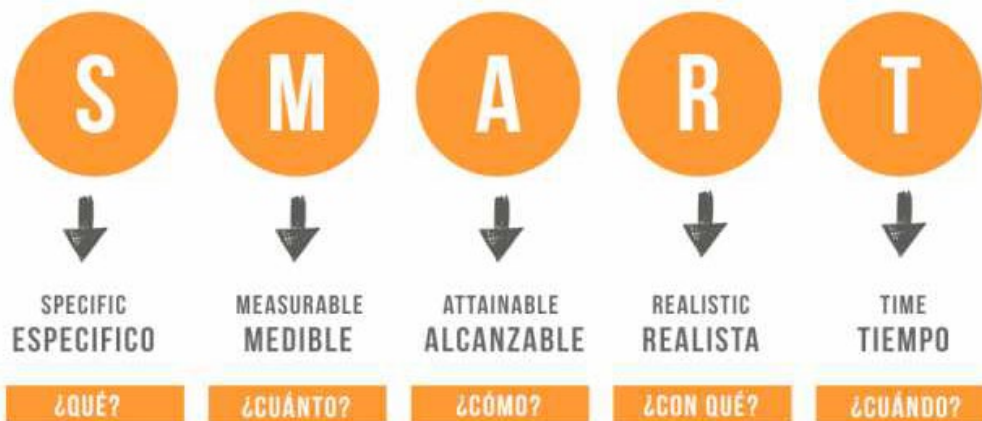 S M A R T
SPECIFIC MEASURABLE ATTAINABLE REALISTIC TIME
ESPECIFICO MEDIBLE ALCANZABLE REALISTA TIEMPO
¿QUÉ? ¿CUÁNTO? ¿CÓMO? ¿CON QUÉ? ¿CUÁNDO?